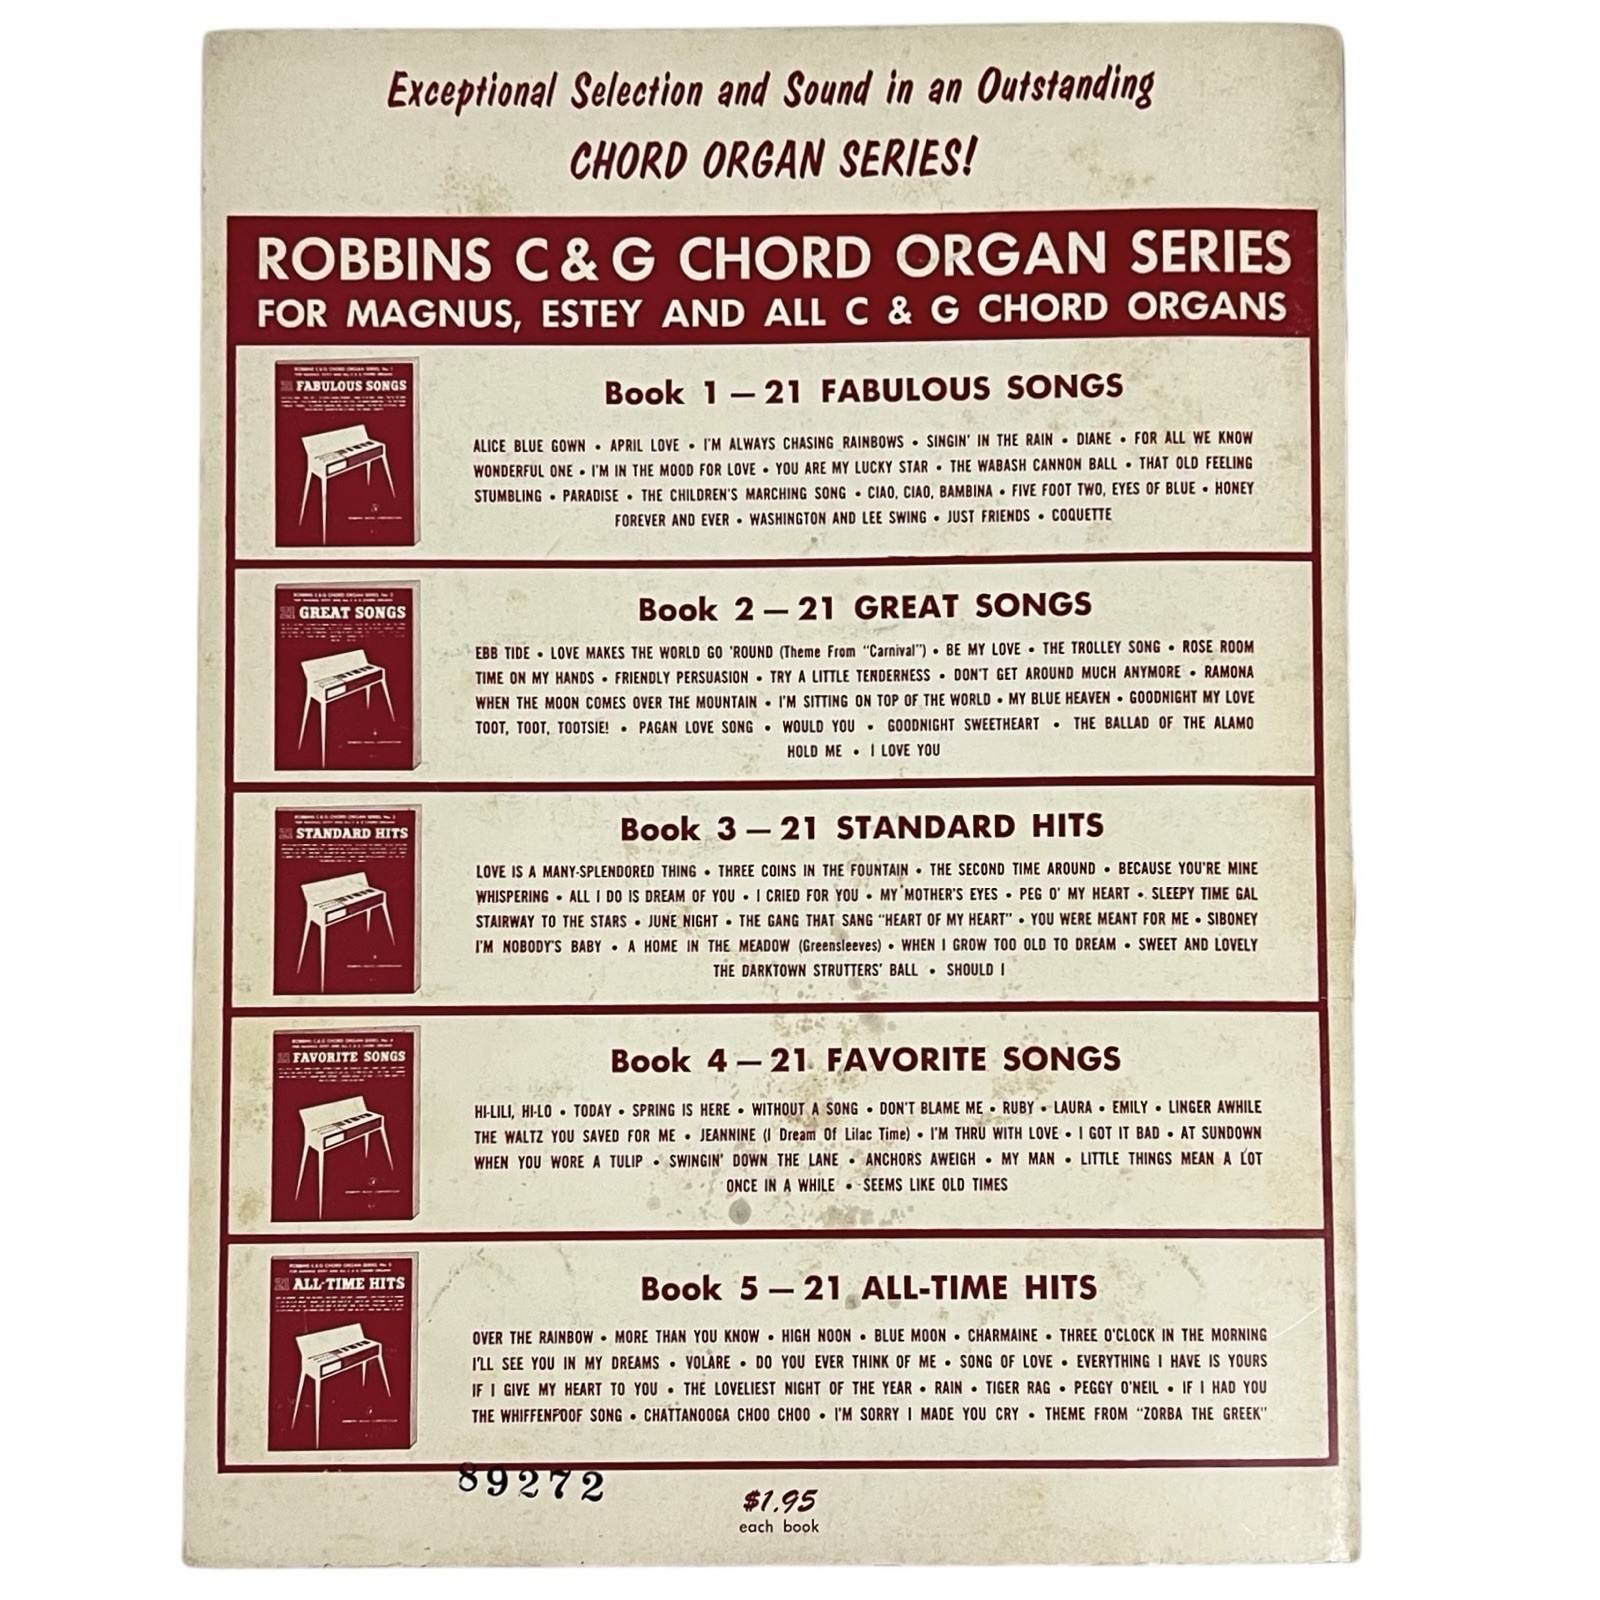 Exceptional Selection and Sound in an Outstanding
CHORD ORGAN SERIES!
ROBBINS C & G CHORD ORGAN SERIES
FOR MAGNUS, ESTEY AND ALL C & G CHORD ORGANS
21 FABULOUS SONGS
Book 1 — 21 FABULOUS SONGS
ALICE BLUE GOWN • APRIL LOVE • I'M ALWAYS CHASING RAINBOWS • SINGIN' IN THE RAIN • DIANE • FOR ALL WE KNOW
WONDERFUL ONE • I'M IN THE MOOD FOR LOVE • YOU ARE MY LUCKY STAR • THE WABASH CANNON BALL • THAT OLD FEELING
STUMBLING • PARADISE • THE CHILDREN'S MARCHING SONG • CIAO, CIAO, BAMBINA • FIVE FOOT TWO, EYES OF BLUE • HONEY
FOREVER AND EVER • WASHINGTON AND LEE SWING • JUST FRIENDS • COQUETTE
21 GREAT SONGS
Book 2 — 21 GREAT SONGS
EBB TIDE • LOVE MAKES THE WORLD GO 'ROUND (Theme From "Carnival") • BE MY LOVE • THE TROLLEY SONG • ROSE ROOM
TIME ON MY HANDS • FRIENDLY PERSUASION • TRY A LITTLE TENDERNESS • DON'T GET AROUND MUCH ANYMORE • RAMONA
WHEN THE MOON COMES OVER THE MOUNTAIN • I'M SITTING ON TOP OF THE WORLD • MY BLUE HEAVEN • GOODNIGHT MY LOVE
TOOT, TOOT, TOOTSIE! • PAGAN LOVE SONG • WOULD YOU • GOODNIGHT SWEETHEART • THE BALLAD OF THE ALAMO
HOLD ME • I LOVE YOU
21 STANDARD HITS
Book 3 — 21 STANDARD HITS
LOVE IS A MANY-SPLENDORED THING • THREE COINS IN THE FOUNTAIN • THE SECOND TIME AROUND • BECAUSE YOU'RE MINE
WHISPERING • ALL I DO IS DREAM OF YOU • I CRIED FOR YOU • MY MOTHER'S EYES • PEG O' MY HEART • SLEEPY TIME GAL
STAIRWAY TO THE STARS • JUNE NIGHT • THE GANG THAT SANG "HEART OF MY HEART" • YOU WERE MEANT FOR ME • SIBONEY
I'M NOBODY'S BABY • A HOME IN THE MEADOW (Greensleeves) • WHEN I GROW TOO OLD TO DREAM • SWEET AND LOVELY
THE DARKTOWN STRUTTERS' BALL • SHOULD I
21 FAVORITE SONGS
Book 4 — 21 FAVORITE SONGS
HI-LILI, HI-LO • TODAY • SPRING IS HERE • WITHOUT A SONG • DON'T BLAME ME • RUBY • LAURA • EMILY • LINGER AWHILE
THE WALTZ YOU SAVED FOR ME • JEANNINE (I Dream Of Lilac Time) • I'M THRU WITH LOVE • I GOT IT BAD • AT SUNDOWN
WHEN YOU WORE A TULIP • SWINGIN' DOWN THE LANE • ANCHORS AWEIGH • MY MAN • LITTLE THINGS MEAN A LOT
ONCE IN A WHILE • SEEMS LIKE OLD TIMES
21 ALL-TIME HITS
Book 5 — 21 ALL-TIME HITS
OVER THE RAINBOW • MORE THAN YOU KNOW • HIGH NOON • BLUE MOON • CHARMAINE • THREE O'CLOCK IN THE MORNING
I'LL SEE YOU IN MY DREAMS • VOLARE • DO YOU EVER THINK OF ME • SONG OF LOVE • EVERYTHING I HAVE IS YOURS
IF I GIVE MY HEART TO YOU • THE LOVELIEST NIGHT OF THE YEAR • RAIN • TIGER RAG • PEGGY O'NEIL • IF I HAD YOU
THE WHIFFENPOOF SONG • CHATTANOOGA CHOO CHOO • I'M SORRY I MADE YOU CRY • THEME FROM "ZORBA THE GREEK"
89272
$1.95
each book